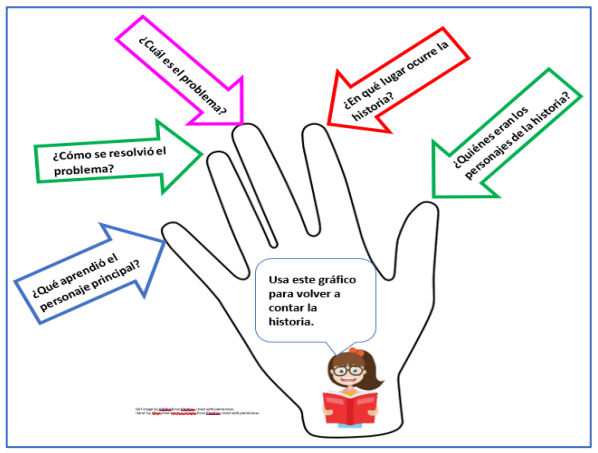 ¿Cuál es el problema?
¿En qué lugar ocurre la
historia?
¿Quiénes eran los
personajes de la historia?
¿Cómo se resolvió el
problema?
¿Qué aprendió el
personaje principal?
Usa este gráfico
para volver a
contar la
historia.